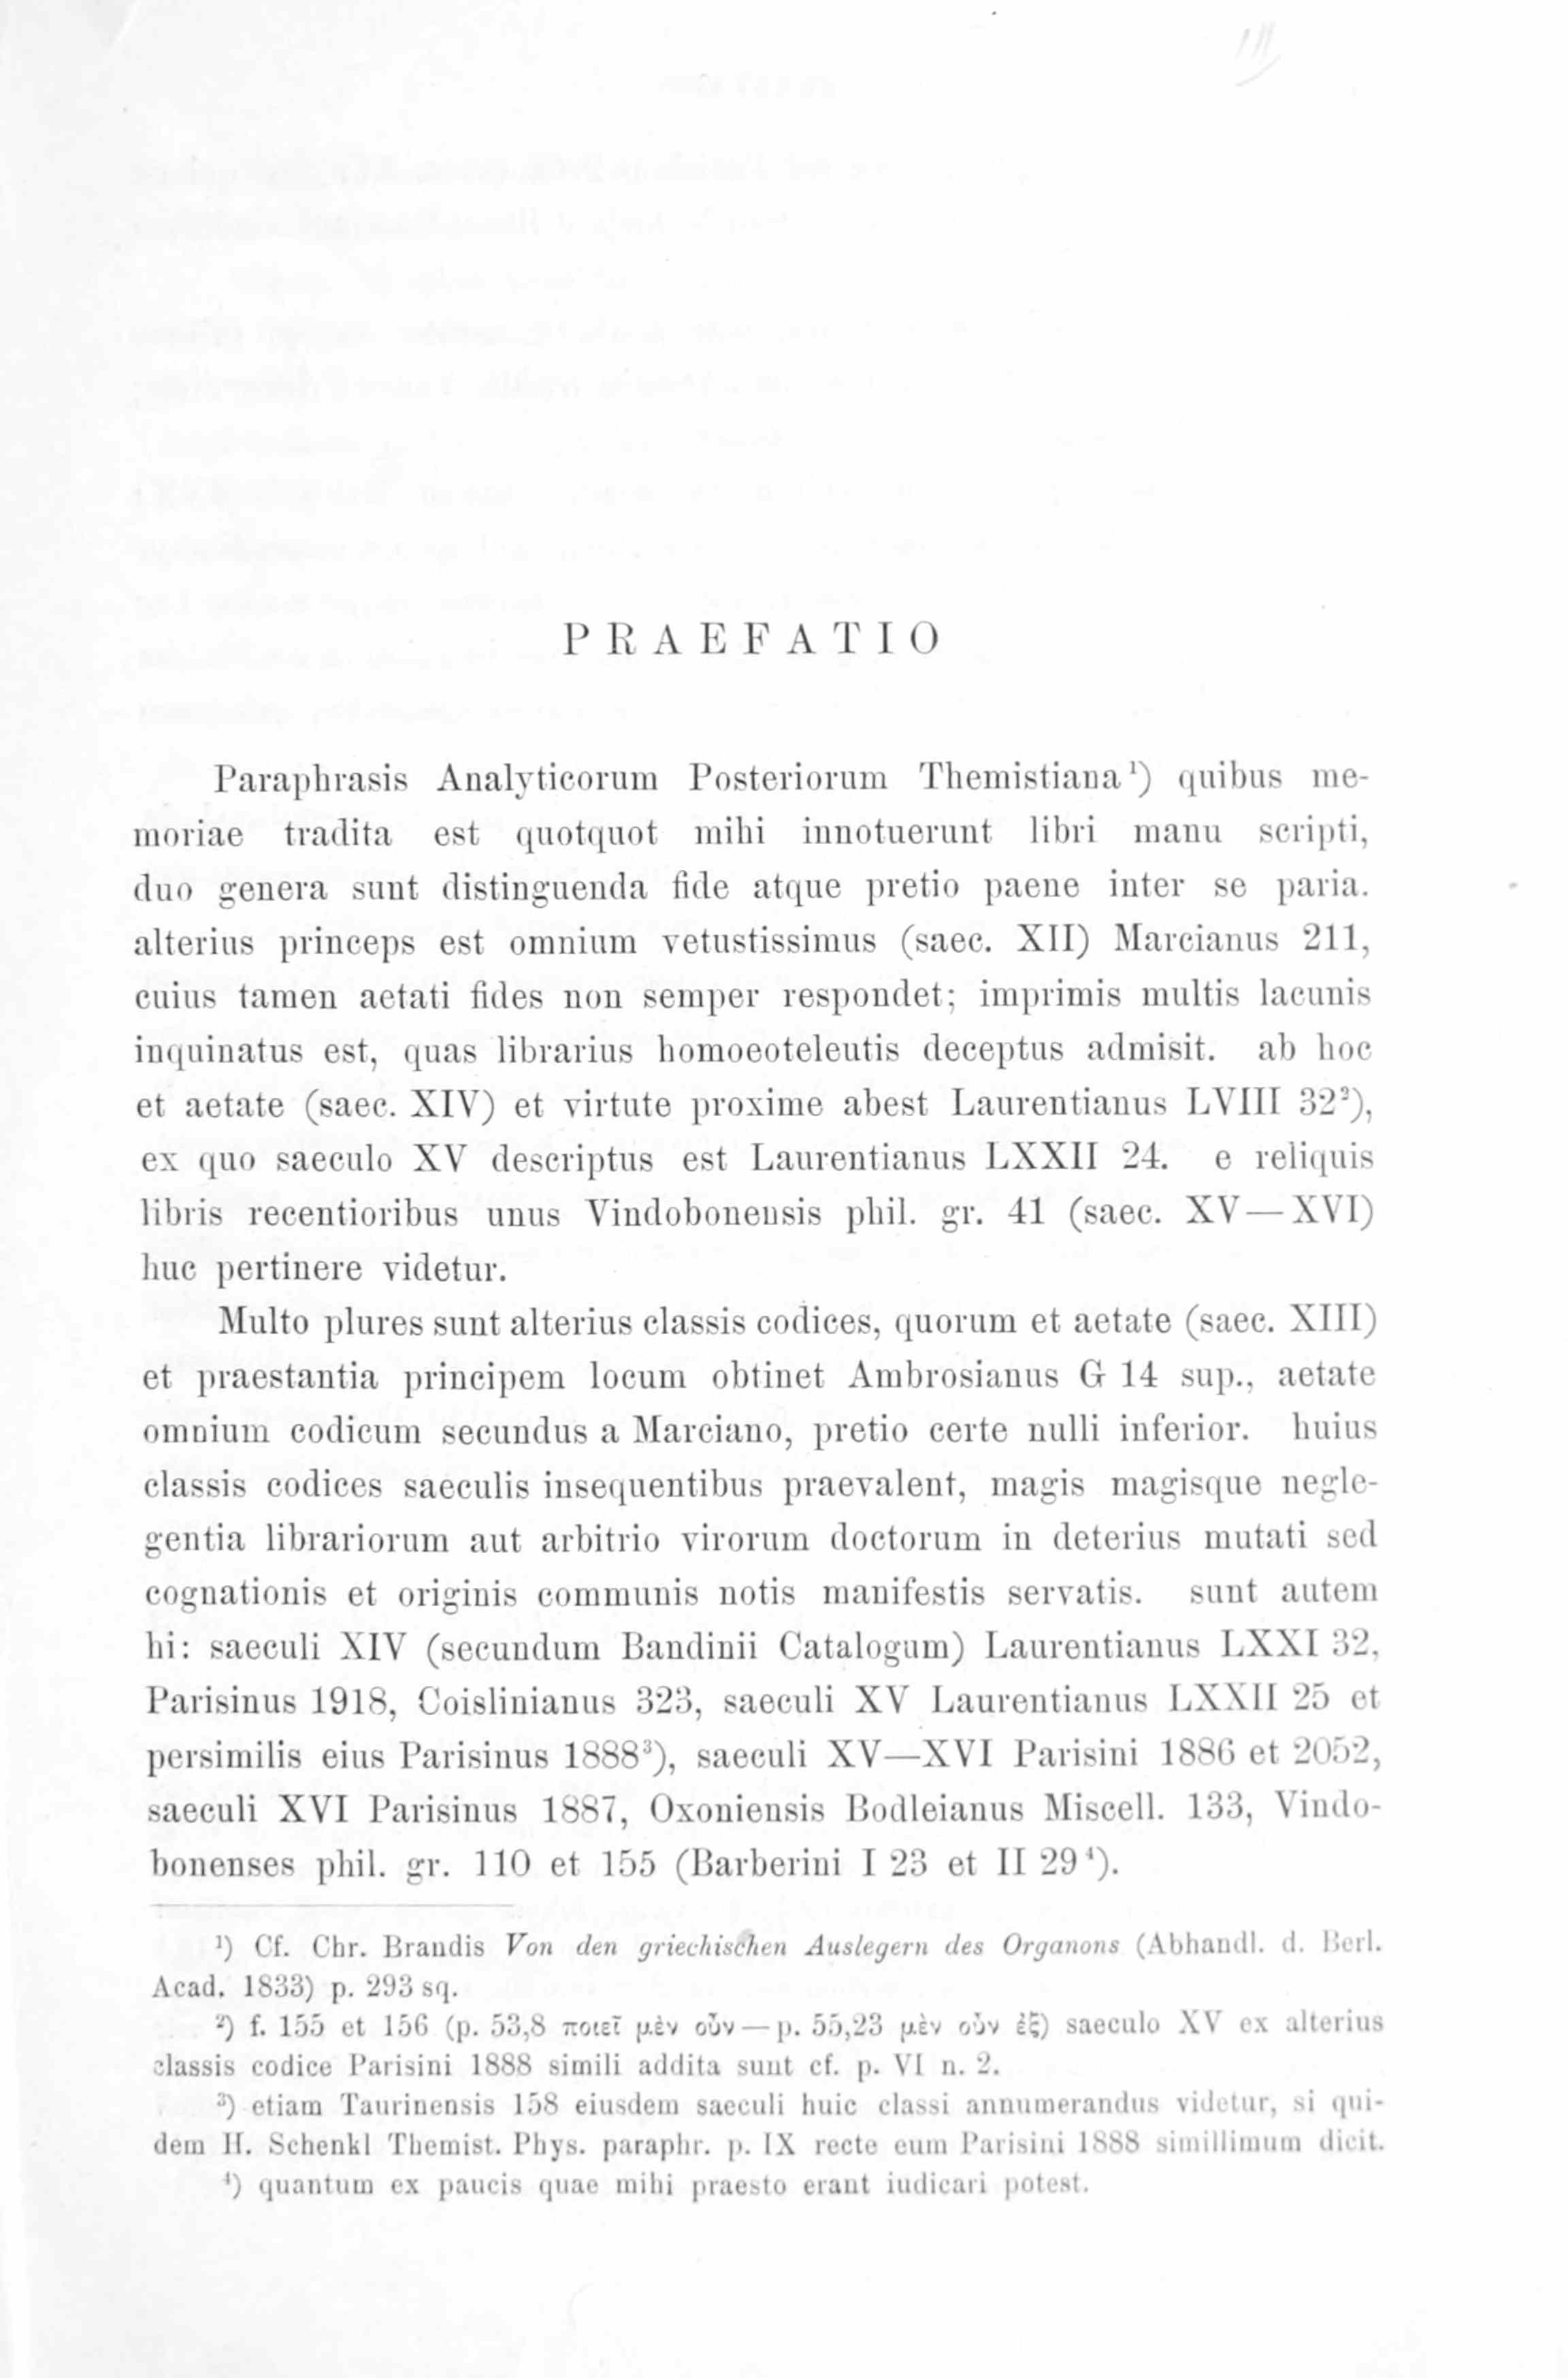 PRAEFATIO
Paraphrasis Analyticorum Posteriorum Themistiana¹) quibus me-
moriae tradita est quotquot mihi innotuerunt libri manu scripti,
duo genera sunt distinguenda fide atque pretio paene inter se paria.
alterius princeps est omnium vetustissimus (saec. XII) Marcianus 211,
cuius tamen aetati fides non semper respondet; imprimis multis lacunis
inquinatus est, quas librarius homoeoteleutis deceptus admisit. ab hoc
et aetate (saec. XIV) et virtute proxime abest Laurentianus LVIII 32²),
ex quo saeculo XV descriptus est Laurentianus LXXII 24. e reliquis
libris recentioribus unus Vindobonensis phil. gr. 41 (saec. XV—XVI)
huc pertinere videtur.
Multo plures sunt alterius classis codices, quorum et aetate (saec. XIII)
et praestantia principem locum obtinet Ambrosianus G 14 sup., aetate
omnium codicum secundus a Marciano, pretio certe nulli inferior. huius
classis codices saeculis insequentibus praevalent, magis magisque negle-
gentia librariorum aut arbitrio virorum doctorum in deterius mutati sed
cognationis et originis communis notis manifestis servatis. sunt autem
hi: saeculi XIV (secundum Bandinii Catalogum) Laurentianus LXXI 32,
Parisinus 1918, Coislinianus 323, saeculi XV Laurentianus LXXII 25 et
persimilis eius Parisinus 1888³), saeculi XV—XVI Parisini 1886 et 2052,
saeculi XVI Parisinus 1887, Oxoniensis Bodleianus Miscell. 133, Vindo-
bonenses phil. gr. 110 et 155 (Barberini I 23 et II 29⁴).
¹) Cf. Chr. Brandis Von den griechischen Auslegern des Organons (Abhandl. d. Berl.
Acad. 1833) p. 293 sq.
²) f. 155 et 156 (p. 53,8 ποιεῖ μὲν οὖν—p. 55,23 μὲν οὖν ἐξ) saeculo XV ex alterius
classis codice Parisini 1888 simili addita sunt cf. p. VI n. 2.
³) etiam Taurinensis 158 eiusdem saeculi huic classi annumerandus videtur, si qui-
dem H. Schenkl Themist. Phys. paraphr. p. IX recte eum Parisini 1888 simillimum dicit.
⁴) quantum ex paucis quae mihi praesto erant iudicari potest.